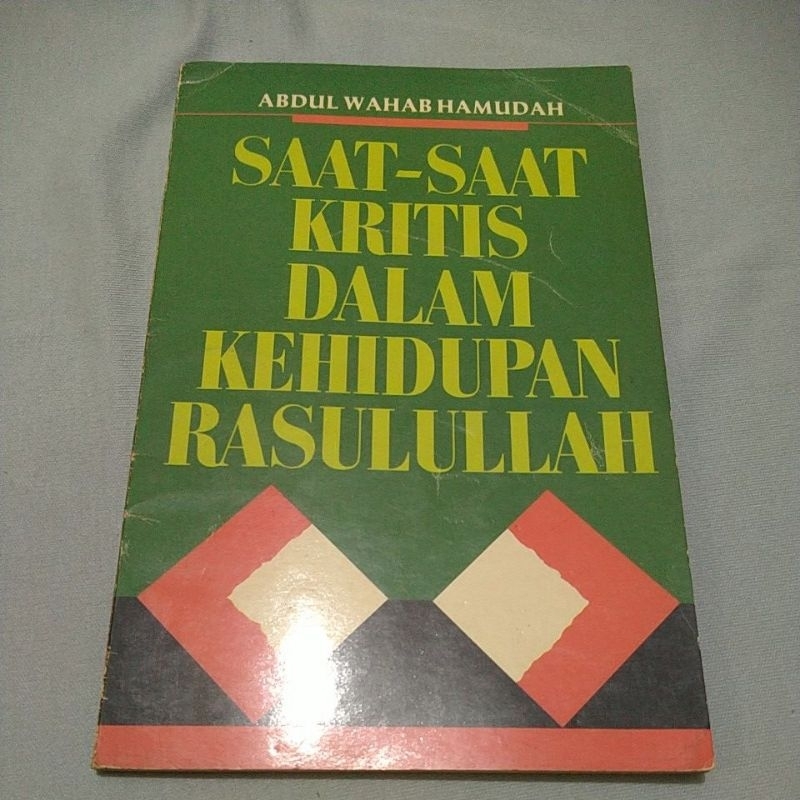 ABDUL WAHAB HAMUDAH
SAAT-SAAT
KRITIS
DALAM
KEHIDUPAN
RASULULLAH